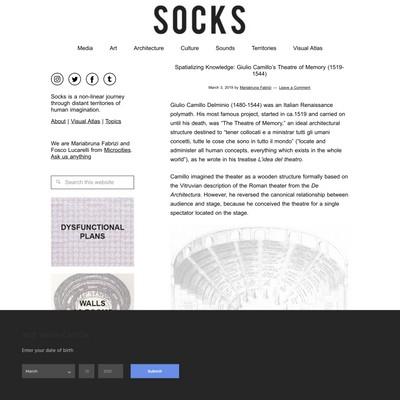 SOCKS
Media Art Architecture Culture Sounds Territories Visual Atlas
Socks is a non-linear journey
through distant territories of
human imagination.
About | Visual Atlas | Topics
We are Mariabruna Fabrizi and
Fosco Lucarelli from Microcities.
Ask us anything
Search this website
DYSFUNCTIONAL
PLANS
WALLS
Spatializing Knowledge: Giulio Camillo's Theatre of Memory (1519-
1544)
March 3, 2019 by Mariabruna Fabrizi — Leave a Comment
Giulio Camillo Delminio (1480-1544) was an Italian Renaissance
polymath. His most famous project, started in ca.1519 and carried on
until his death, was "The Theatre of Memory," an ideal architectural
structure destined to "tener collocati e a ministrar tutti gli umani
concetti, tutte le cose che sono in tutto il mondo" ("locate and
administer all human concepts, everything which exists in the whole
world"), as he wrote in his treatise L'idea del theatro.
Camillo imagined the theater as a wooden structure formally based on
the Vitruvian description of the Roman theater from the De
Architectura. However, he reversed the canonical relationship between
audience and stage, because he conceived the theatre for a single
spectator located on the stage.
Enter your date of birth
March
Submit